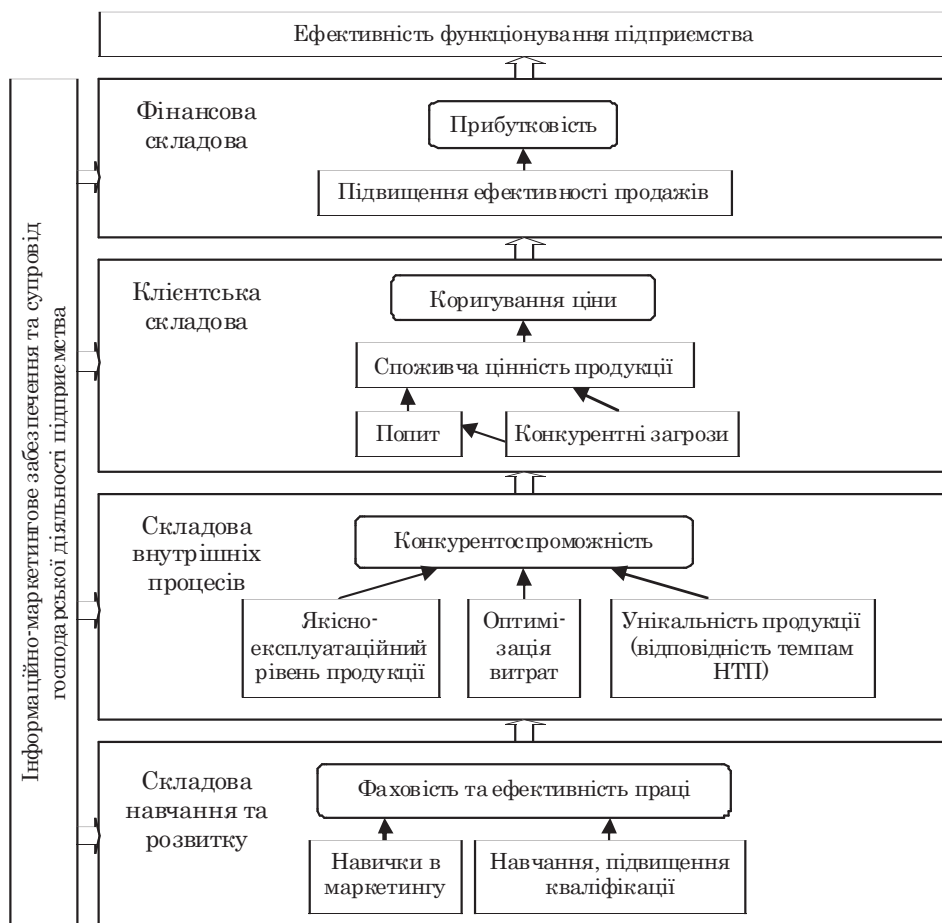 Ефективність функціонування підприємства
Інформаційно-маркетингове забезпечення та супровід
господарської діяльності підприємства
Фінансова
складова
Прибутковість
Підвищення ефективності продажів
Клієнтська
складова
Коригування ціни
Споживча цінність продукції
Попит
Конкурентні загрози
Складова
внутрішніх
процесів
Конкурентоспроможність
Якісно-
експлуатаційний
рівень продукції
Оптимі-
зація
витрат
Унікальність продукції
(відповідність темпам
НТП)
Складова
навчання та
розвитку
Фаховість та ефективність праці
Навички в
маркетингу
Навчання, підвищення
кваліфікації